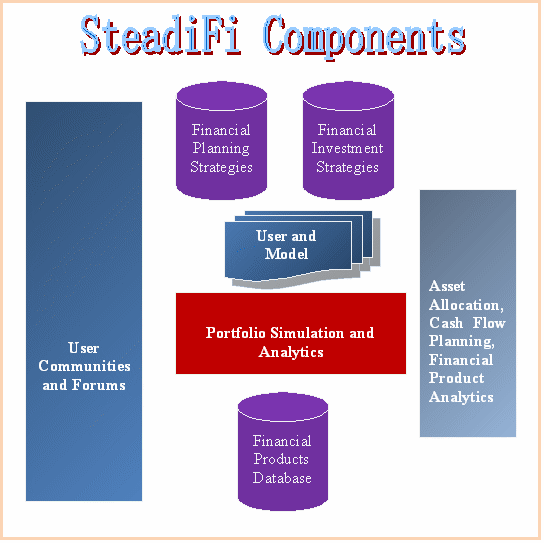 SteadiFi Components
Financial
Planning
Strategies
Financial
Investment
Strategies
User and
Model
Portfolio Simulation and
Analytics
User
Communities
and Forums
Asset
Allocation,
Cash Flow
Planning,
Financial
Product
Analytics
Financial
Products
Database